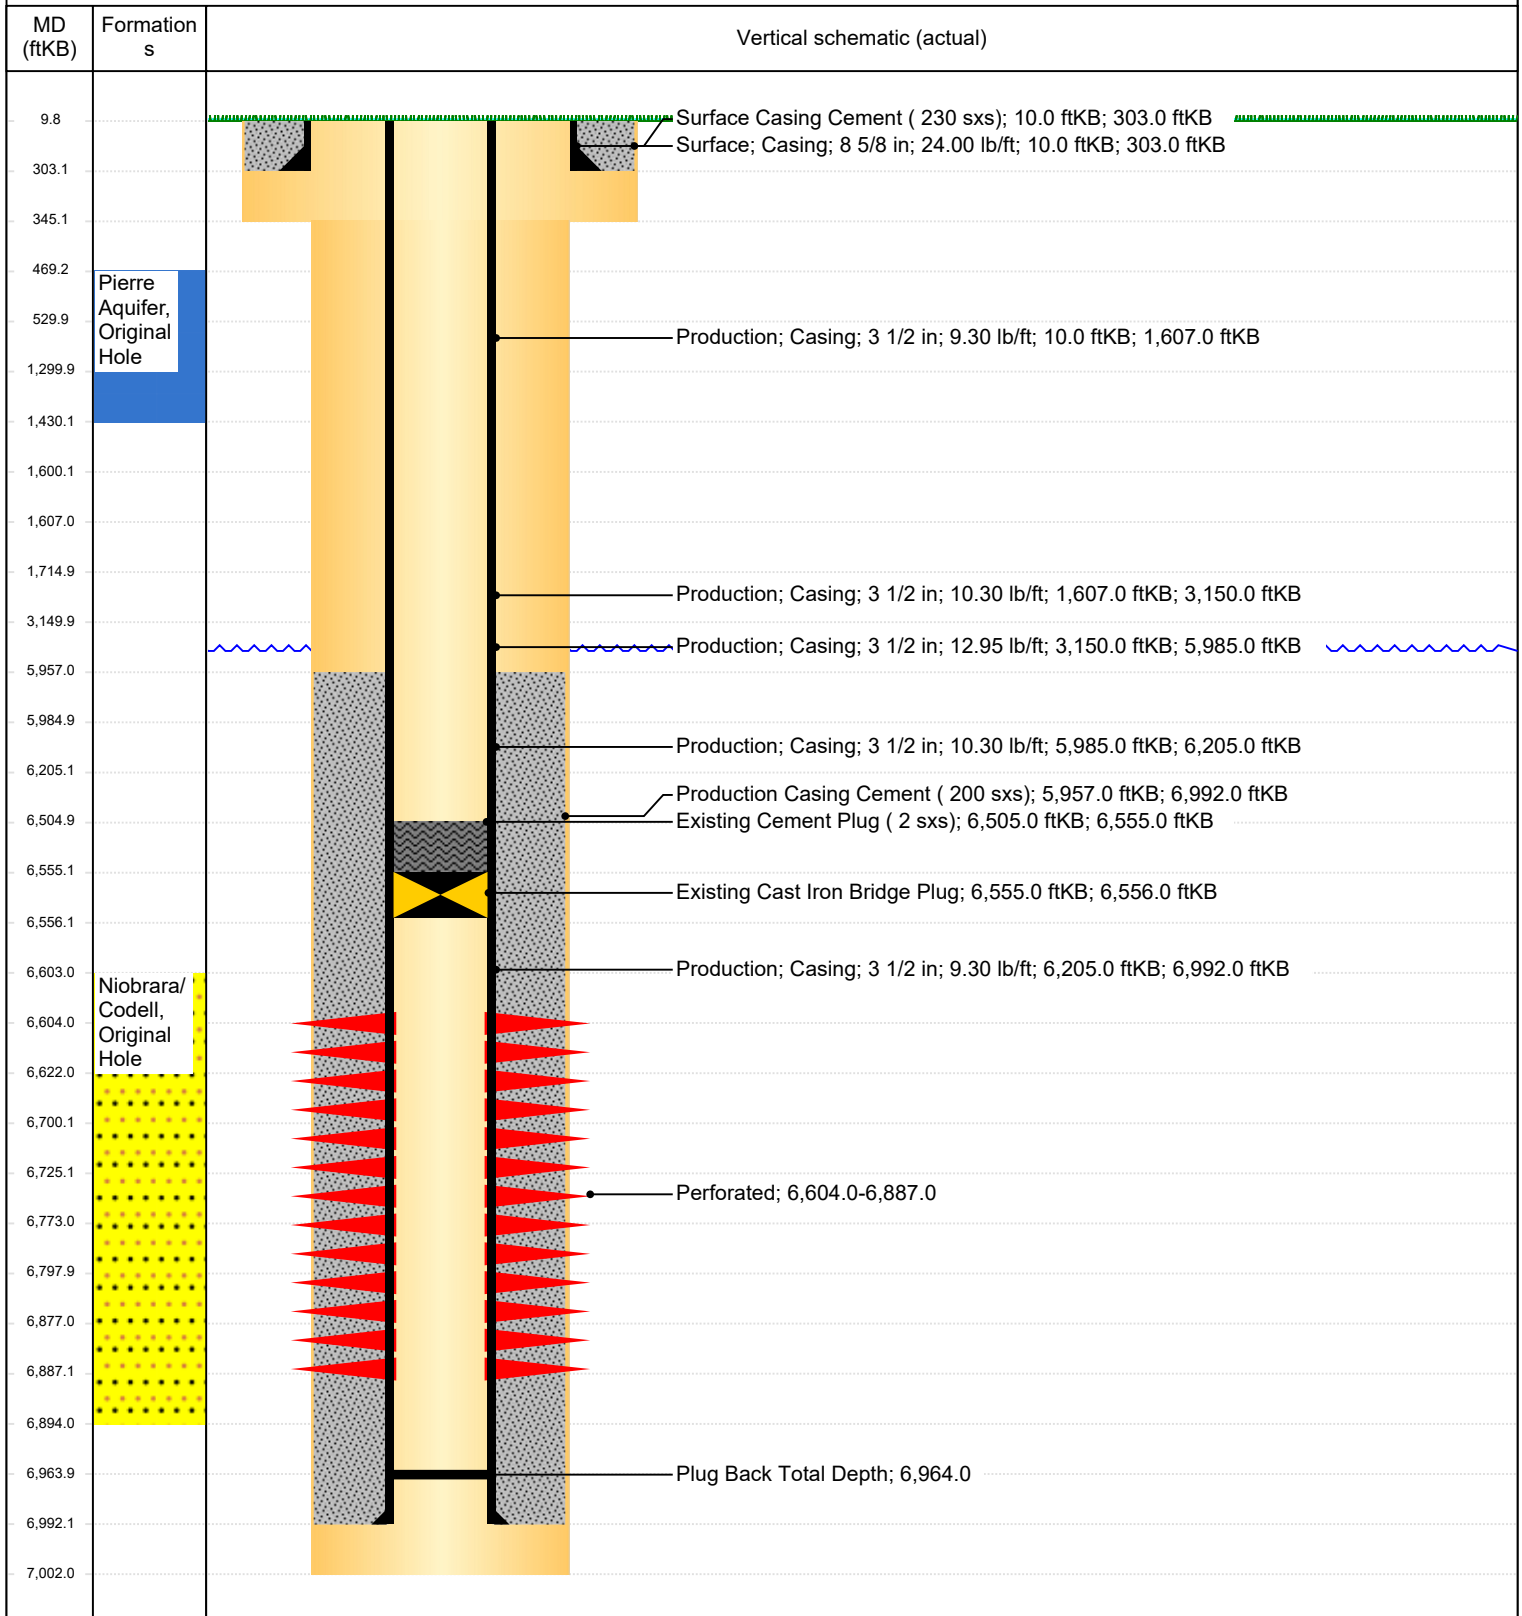 MD
(ftKB)
Formation
s
Vertical schematic (actual)
9.8
Surface Casing Cement ( 230 sxs); 10.0 ftKB; 303.0 ftKB
Surface; Casing; 8 5/8 in; 24.00 lb/ft; 10.0 ftKB; 303.0 ftKB
303.1
345.1
469.2
Pierre
Aquifer,
Original
Hole
529.9
Production; Casing; 3 1/2 in; 9.30 lb/ft; 10.0 ftKB; 1,607.0 ftKB
1,299.9
1,430.1
1,600.1
1,607.0
1,714.9
Production; Casing; 3 1/2 in; 10.30 lb/ft; 1,607.0 ftKB; 3,150.0 ftKB
3,149.9
Production; Casing; 3 1/2 in; 12.95 lb/ft; 3,150.0 ftKB; 5,985.0 ftKB
5,957.0
5,984.9
Production; Casing; 3 1/2 in; 10.30 lb/ft; 5,985.0 ftKB; 6,205.0 ftKB
6,205.1
Production Casing Cement ( 200 sxs); 5,957.0 ftKB; 6,992.0 ftKB
6,504.9
Existing Cement Plug ( 2 sxs); 6,505.0 ftKB; 6,555.0 ftKB
6,555.1
Existing Cast Iron Bridge Plug; 6,555.0 ftKB; 6,556.0 ftKB
6,556.1
Production; Casing; 3 1/2 in; 9.30 lb/ft; 6,205.0 ftKB; 6,992.0 ftKB
6,603.0
Niobrara/
Codell,
Original
Hole
6,604.0
6,622.0
6,700.1
6,725.1
Perforated; 6,604.0-6,887.0
6,773.0
6,797.9
6,877.0
6,887.1
6,894.0
6,963.9
Plug Back Total Depth; 6,964.0
6,992.1
7,002.0